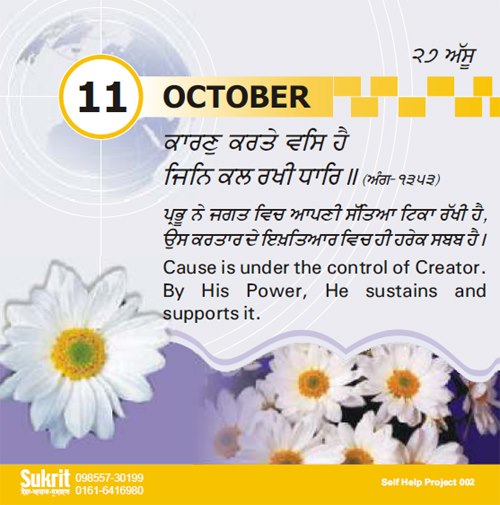 ੨੭ ਅੱਸੂ
11 OCTOBER
ਕਾਰਣੁ ਕਰਤੇ ਵਸਿ ਹੈ
ਜਿਨਿ ਕਲ ਰਖੀ ਧਾਰਿ॥ (ਅੰਗ-੧੩੫੩)
ਪ੍ਰਭੂ ਨੇ ਜਗਤ ਵਿਚ ਆਪਣੀ ਸੱਤਿਆ ਟਿਕਾ ਰੱਖੀ ਹੈ,
ਉਸ ਕਰਤਾਰ ਦੇ ਇਖ਼ਤਿਆਰ ਵਿਚ ਹੀ ਹਰੇਕ ਸਬਬ ਹੈ।
Cause is under the control of Creator.
By His Power, He sustains and
supports it.
Sukrit 098557-30199
0161-6416980
Self Help Project 002